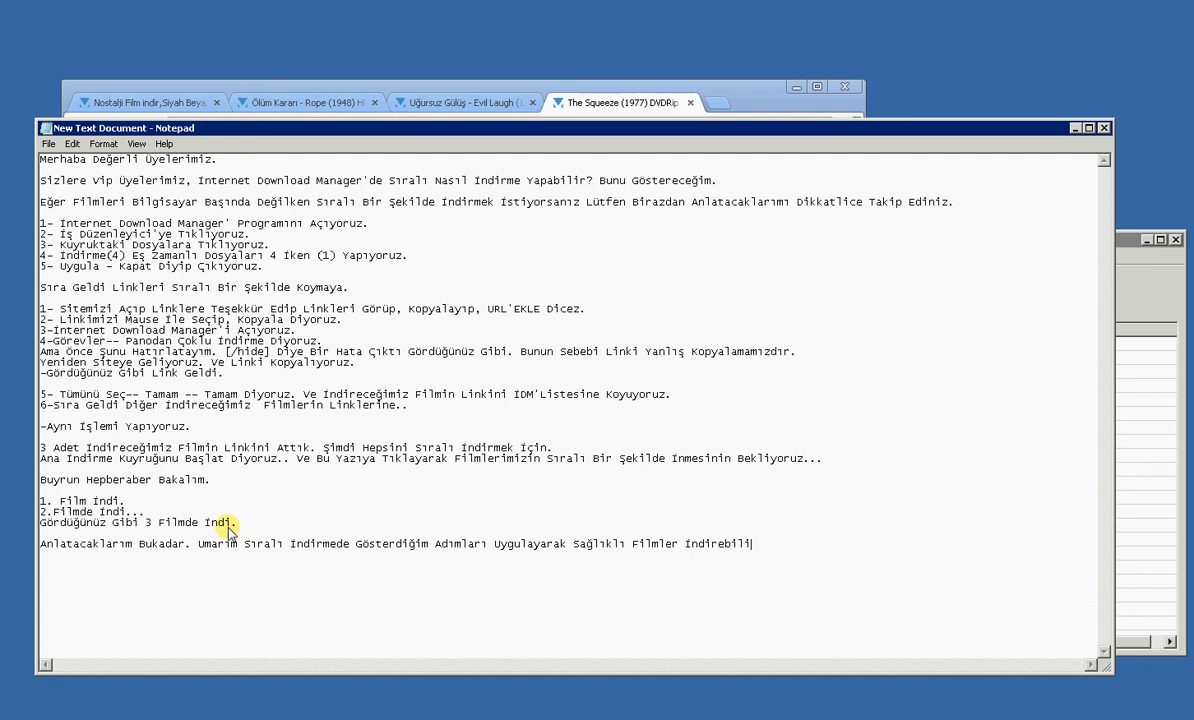 Nostalji Film indir,Siyah Beya
Ölüm Kararı - Rope (1948) H
Uğursuz Gülüş - Evil Laugh (1
The Squeeze (1977) DVDRip
New Text Document - Notepad
File Edit Format View Help
Merhaba Değerli Üyelerimiz.
Sizlere Vip Üyelerimiz, İnternet Download Manager'de Sıralı Nasıl İndirme Yapabilir? Bunu Göstereceğim.
Eğer Filmleri Bilgisayar Başında Değilken Sıralı Bir Şekilde İndirmek İstiyorsanız Lütfen Birazdan Anlatacaklarımı Dikkatlice Takip Ediniz.
1- İnternet Download Manager' Programını Açıyoruz.
2- İş Düzenleyici'ye Tıklıyoruz.
3- Kuyruktaki Dosyalara Tıklıyoruz.
4- İndirme(4) Eş Zamanlı Dosyaları 4 İken (1) Yapıyoruz.
5- Uygula - Kapat Diyip Çıkıyoruz.
Sıra Geldi Linkleri Sıralı Bir Şekilde Koymaya.
1- Sitemizi Açıp Linklere Teşekkür Edip Linkleri Görüp, Kopyalayıp, URL'EKLE Dicez.
2- Linkimizi Mause İle Seçip, Kopyala Diyoruz.
3-İnternet Download Manager'i Açıyoruz.
4-Görevler-- Panodan Çoklu İndirme Diyoruz.
Ama Önce Şunu Hatırlatayım. [/hide] Diye Bir Hata Çıktı Gördüğünüz Gibi. Bunun Sebebi Linki Yanlış Kopyalamamızdır.
Yeniden Siteye Geliyoruz. Ve Linki Kopyalıyoruz.
-Gördüğünüz Gibi Link Geldi.
5- Tümünü Seç-- Tamam -- Tamam Diyoruz. Ve İndireceğimiz Filmin Linkini İDM'Listesine Koyuyoruz.
6-Sıra Geldi Diğer İndireceğimiz  Filmlerin Linklerine..
-Aynı İşlemi Yapıyoruz.
3 Adet İndireceğimiz Filmin Linkini Attık. Şimdi Hepsini Sıralı İndirmek İçin.
Ana İndirme Kuyruğunu Başlat Diyoruz.. Ve Bu Yazıya Tıklayarak Filmlerimizin Sıralı Bir Şekilde İnmesinin Bekliyoruz...
Buyrun Hepberaber Bakalım.
1. Film İndi.
2.Filmde İndi...
Gördüğünüz Gibi 3 Filmde İndi.
Anlatacaklarım Bukadar. Umarım Sıralı İndirmede Gösterdiğim Adımları Uygulayarak Sağlıklı Filmler İndirebili